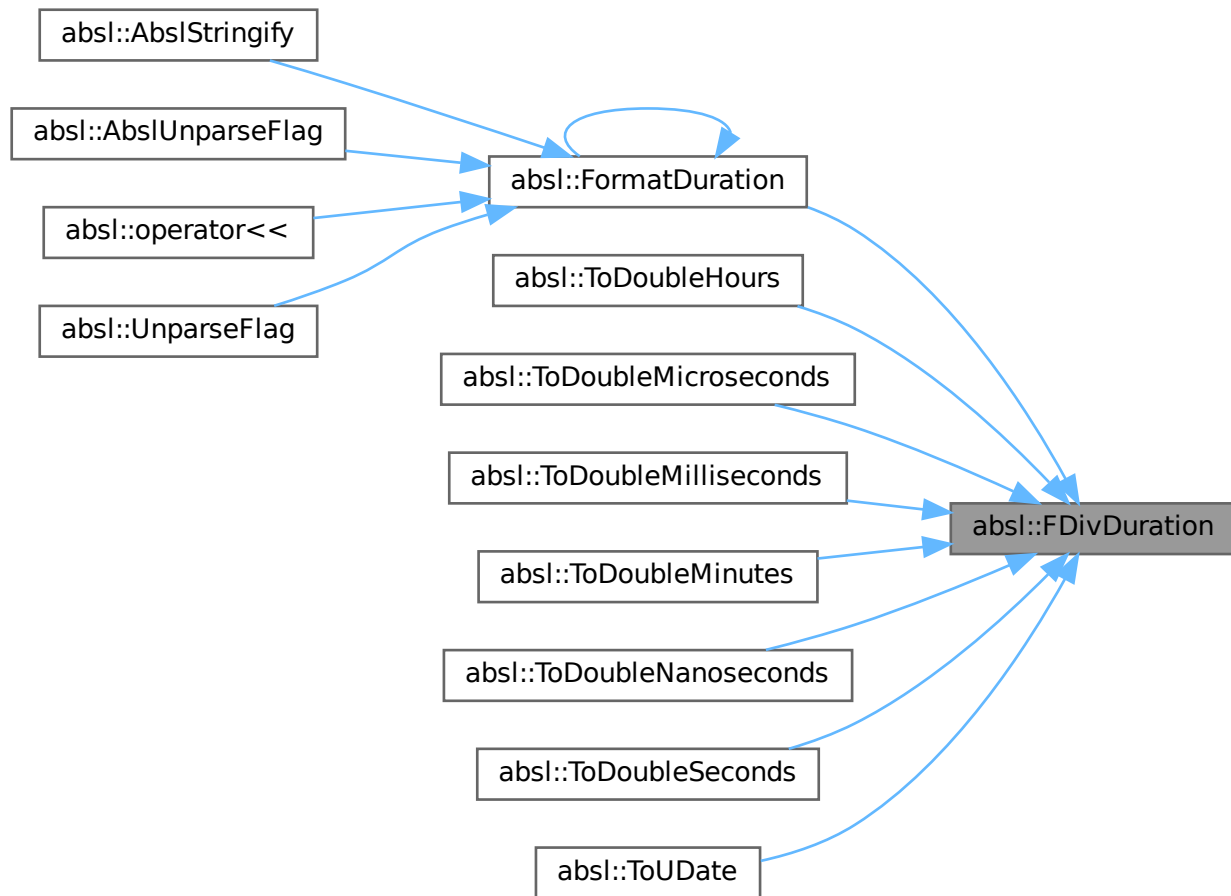 absl::AbslStringify
absl::AbslUnparseFlag
absl::FormatDuration
absl::operator<<
absl::ToDoubleHours
absl::UnparseFlag
absl::ToDoubleMicroseconds
absl::ToDoubleMilliseconds
absl::FDivDuration
absl::ToDoubleMinutes
absl::ToDoubleNanoseconds
absl::ToDoubleSeconds
absl::ToUDate